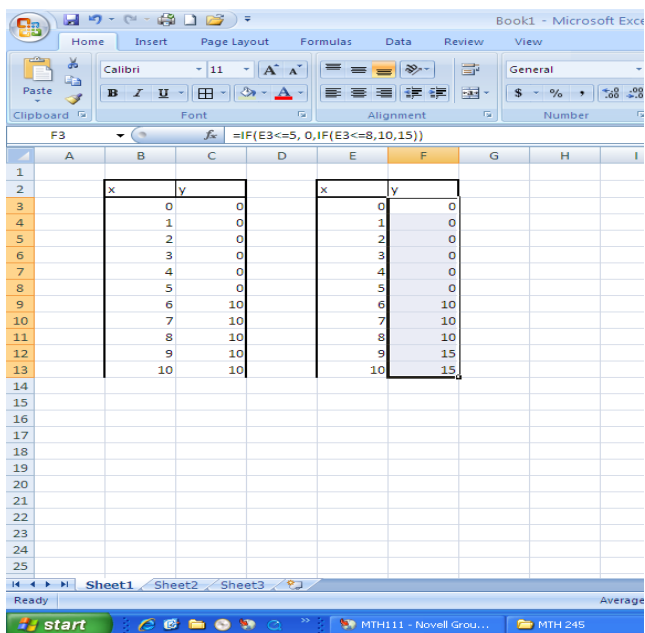 Book1 - Microsoft Exce
Home Insert Page Layout Formulas Data Review View
Calibri 11 A A General
Paste B I U A $ % , .0 .00 .00
Clipboard Font Alignment Number
F3 fx =IF(E3<=5, 0,IF(E3<=8,10,15))
A B C D E F G H I
1
2 x y x y
3 0 0 0 0
4 1 0 1 0
5 2 0 2 0
6 3 0 3 0
7 4 0 4 0
8 5 0 5 0
9 6 10 6 10
10 7 10 7 10
11 8 10 8 10
12 9 10 9 15
13 10 10 10 15
14
15
16
17
18
19
20
21
22
23
24
25
Sheet1 Sheet2 Sheet3
Ready Average
start MTH111 - Novell Grou... MTH 245